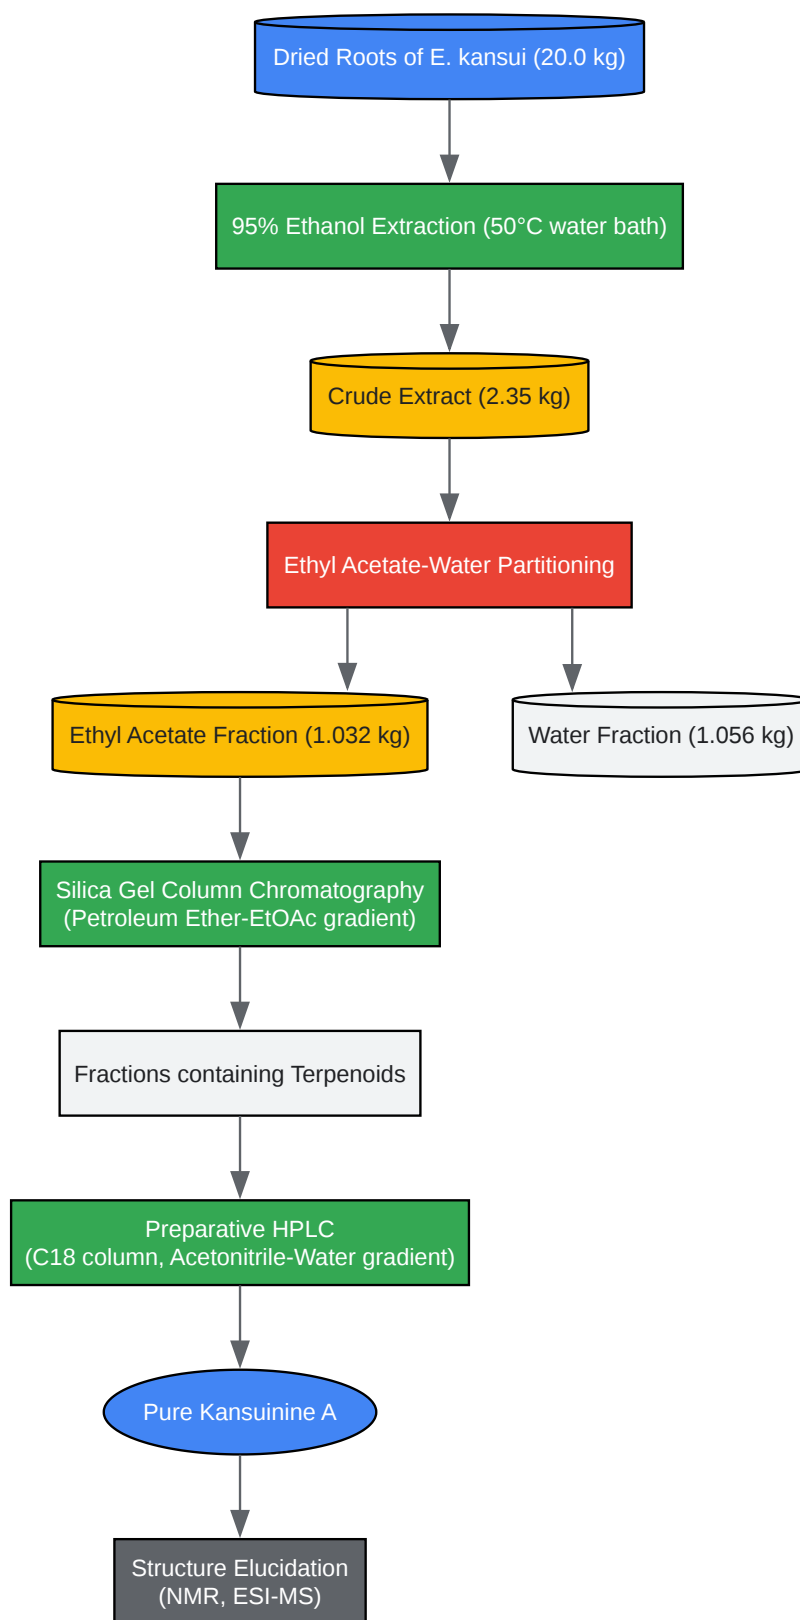 Dried Roots of E. kansui (20.0 kg)
95% Ethanol Extraction (50°C water bath)
Crude Extract (2.35 kg)
Ethyl Acetate-Water Partitioning
Ethyl Acetate Fraction (1.032 kg)
Water Fraction (1.056 kg)
Silica Gel Column Chromatography
(Petroleum Ether-EtOAc gradient)
Fractions containing Terpenoids
Preparative HPLC
(C18 column, Acetonitrile-Water gradient)
Pure Kansuinine A
Structure Elucidation
(NMR, ESI-MS)